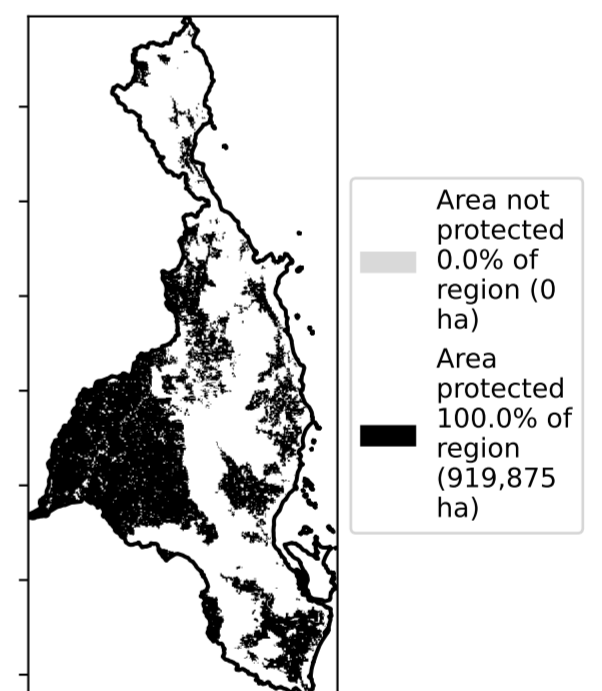 Area not
protected
0.0% of
region (0
ha)
Area
protected
100.0% of
region
(919,875
ha)